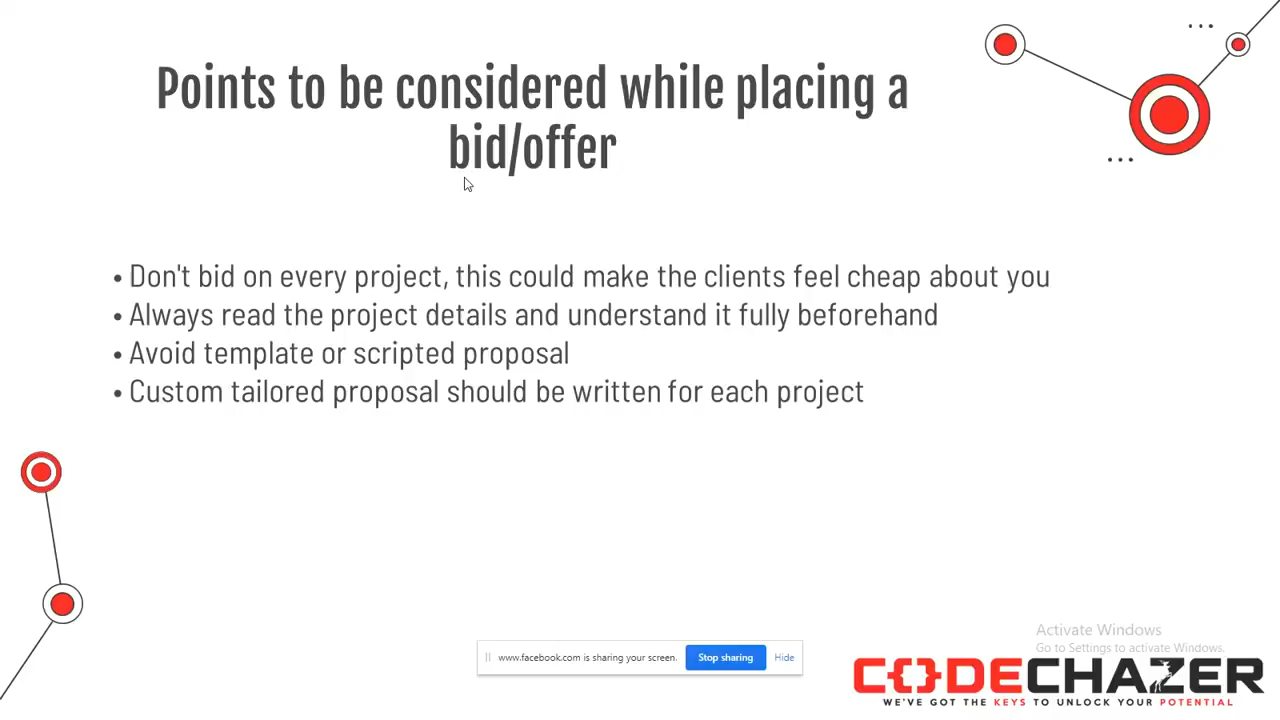 Points to be considered while placing a
bid/offer
• Don't bid on every project, this could make the clients feel cheap about you
• Always read the project details and understand it fully beforehand
• Avoid template or scripted proposal
• Custom tailored proposal should be written for each project
www.facebook.com is sharing your screen.
Stop sharing
Hide
Activate Windows
Go to Settings to activate Windows.
CODECHAZER
WE'VE GOT THE KEYS TO UNLOCK YOUR POTENTIAL